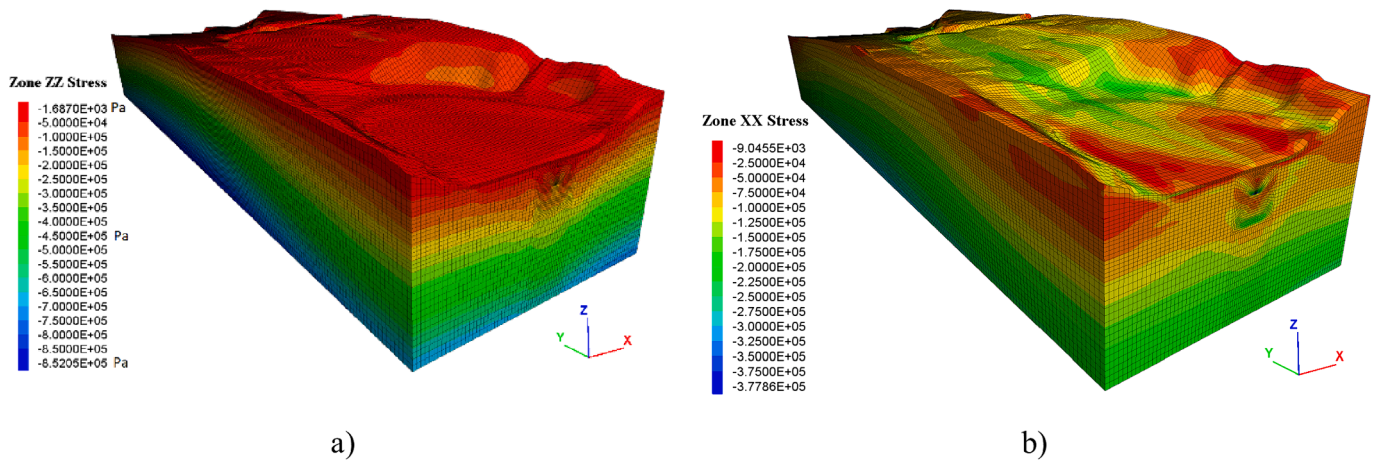 Zone ZZ Stress
-1.6870E+03 Pa
-5.0000E+04
-1.0000E+05
-1.5000E+05
-2.0000E+05
-2.5000E+05
-3.0000E+05
-3.5000E+05
-4.0000E+05
-4.5000E+05 Pa
-5.0000E+05
-5.5000E+05
-6.0000E+05
-6.5000E+05
-7.0000E+05
-7.5000E+05
-8.0000E+05
-8.5000E+05
-8.5205E+05 Pa
Z
Y
X
a)
Zone XX Stress
-9.0455E+03
-2.5000E+04
-5.0000E+04
-7.5000E+04
-1.0000E+05
-1.2500E+05
-1.5000E+05
-1.7500E+05
-2.0000E+05
-2.2500E+05
-2.5000E+05
-2.7500E+05
-3.0000E+05
-3.2500E+05
-3.5000E+05
-3.7500E+05
-3.7786E+05
Z
Y
X
b)